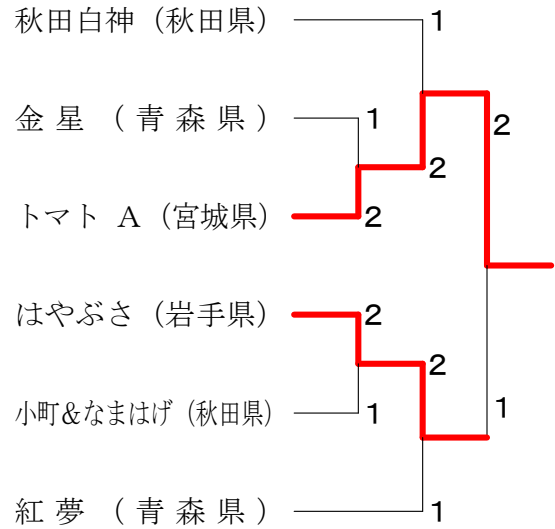 秋田白神（秋田県） 1
金 星 （ 青 森 県 ） 1 2
トマト A（宮城県） 2 2
はやぶさ（岩手県） 2 2
小町&なまはげ（秋田県） 1 1
紅 夢 （ 青 森 県 ） 1